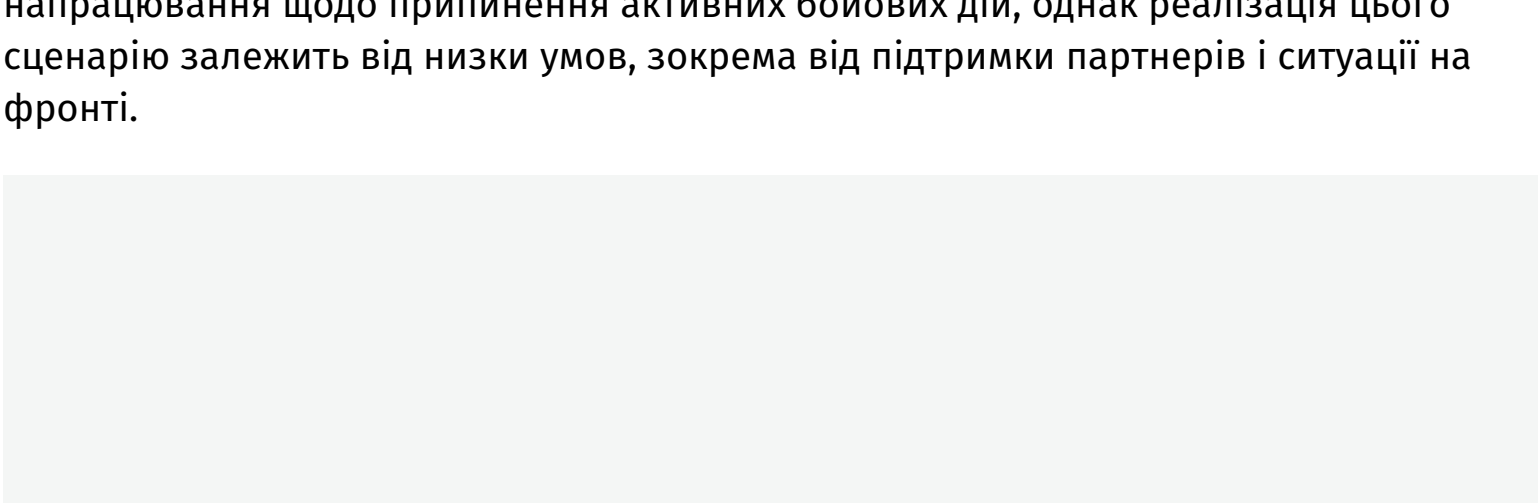 напрацювання щодо припинення активних бойових дій, однак реалізація цього
сценарію залежить від низки умов, зокрема від підтримки партнерів і ситуації на
фронті.